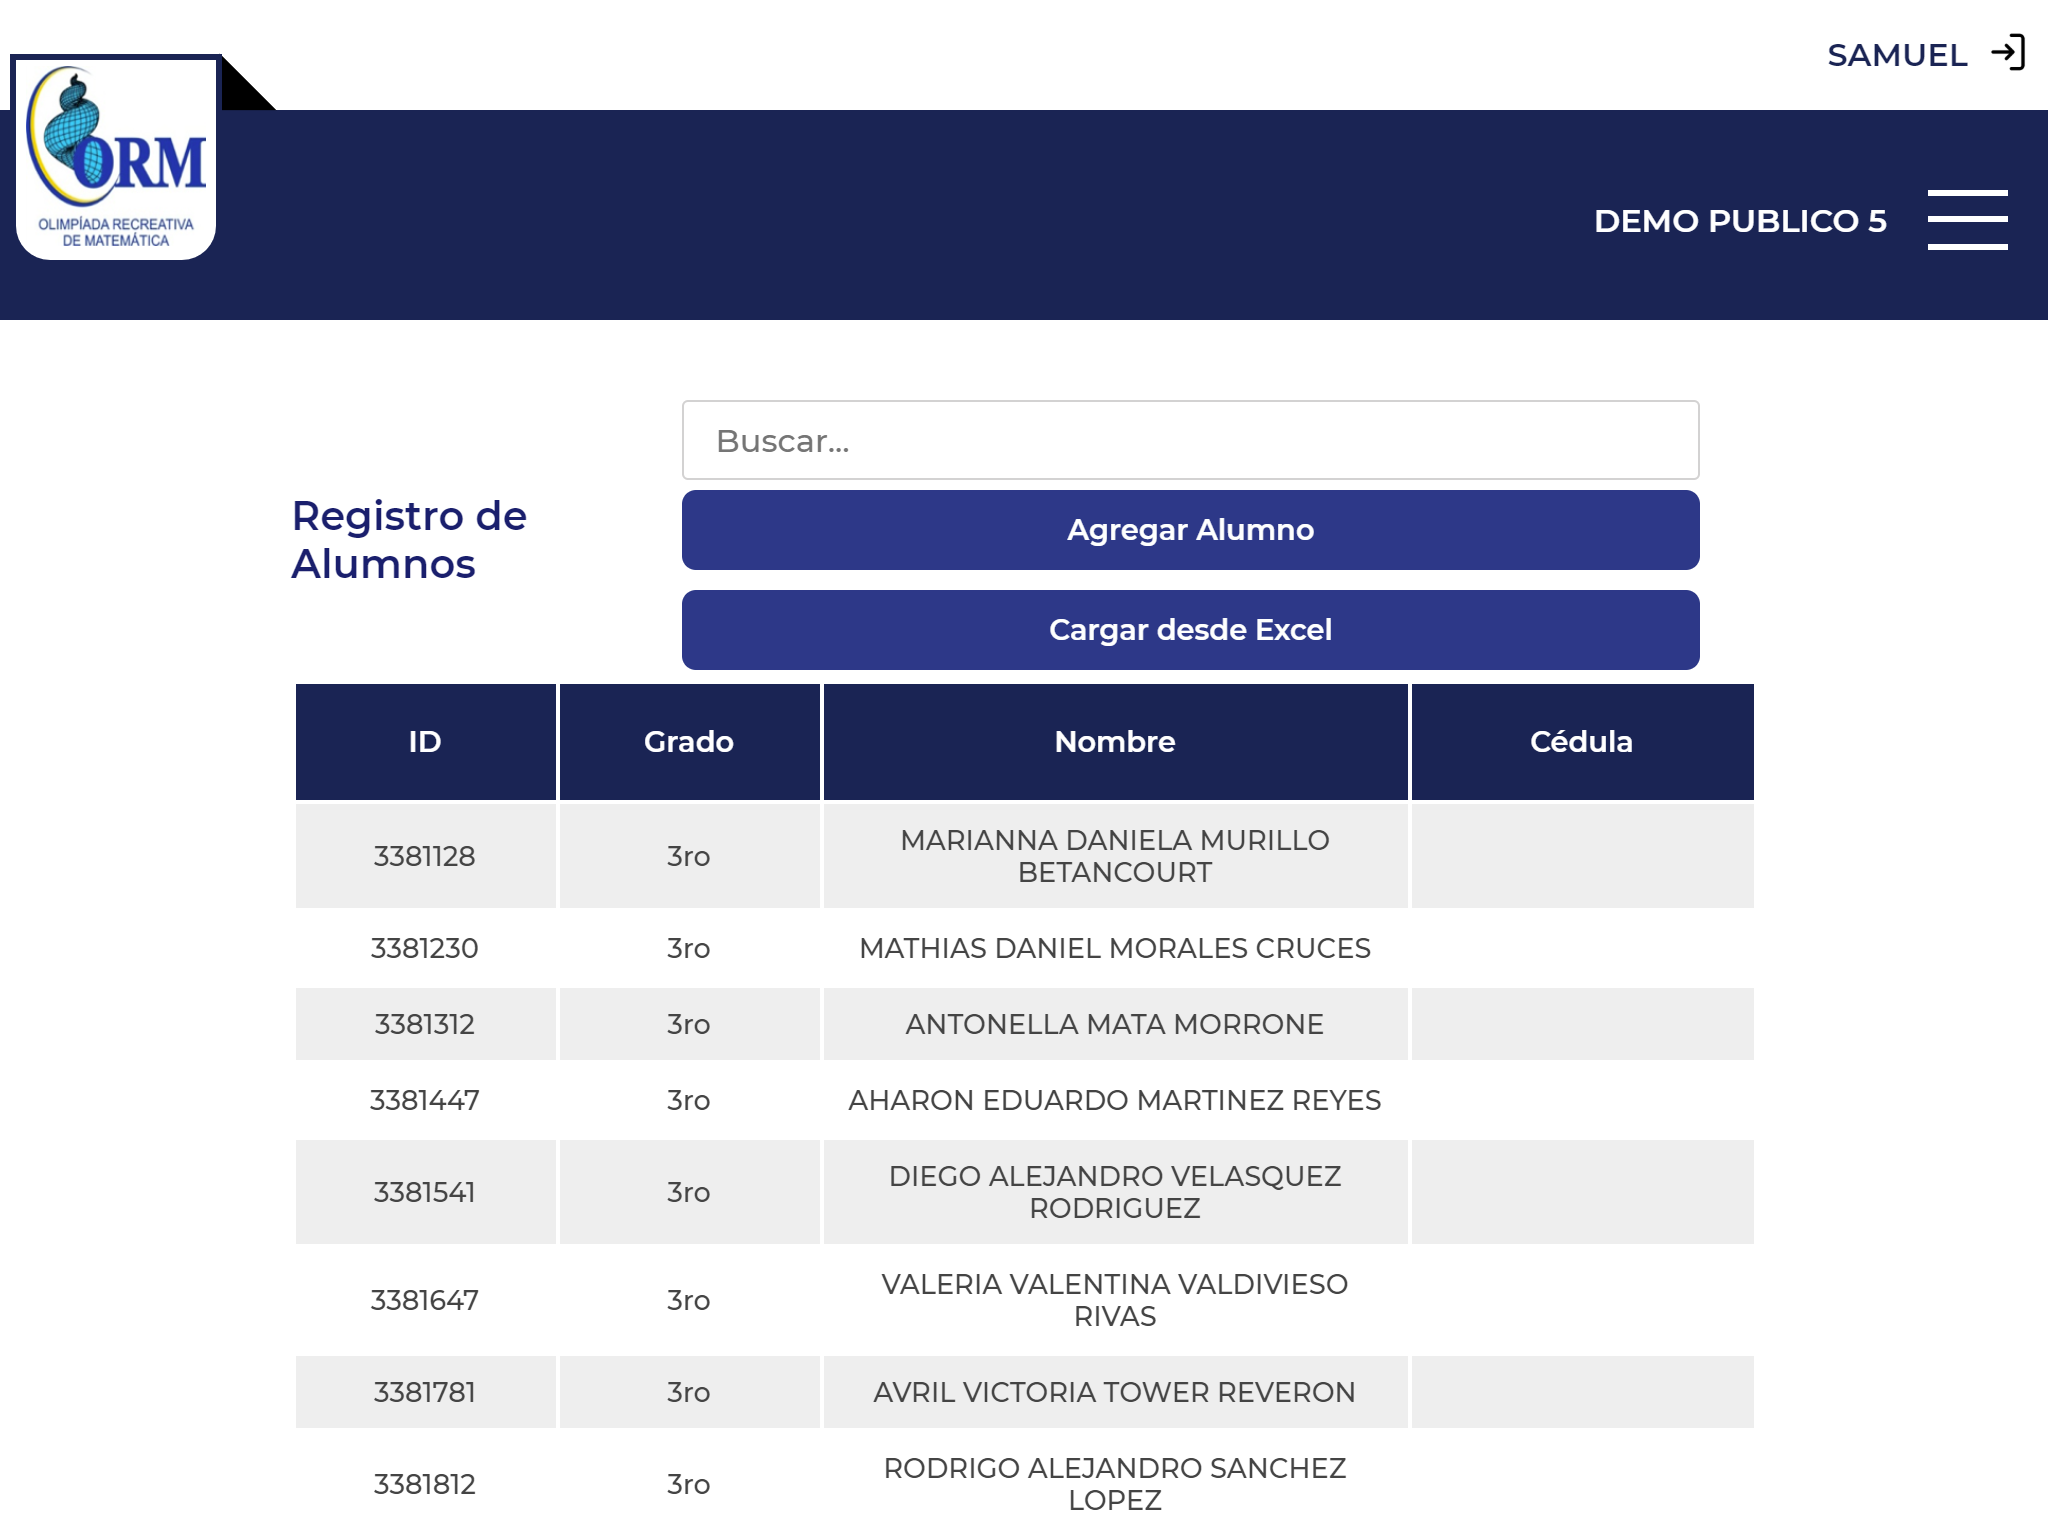 SAMUEL
ORM
OLIMPÍADA RECREATIVA
DE MATEMÁTICA
DEMO PUBLICO 5
Buscar...
Registro de
Alumnos
Agregar Alumno
Cargar desde Excel
ID Grado Nombre Cédula
3381128 3ro MARIANNA DANIELA MURILLO
BETANCOURT
3381230 3ro MATHIAS DANIEL MORALES CRUCES
3381312 3ro ANTONELLA MATA MORRONE
3381447 3ro AHARON EDUARDO MARTINEZ REYES
3381541 3ro DIEGO ALEJANDRO VELASQUEZ
RODRIGUEZ
3381647 3ro VALERIA VALENTINA VALDIVIESO
RIVAS
3381781 3ro AVRIL VICTORIA TOWER REVERON
3381812 3ro RODRIGO ALEJANDRO SANCHEZ
LOPEZ